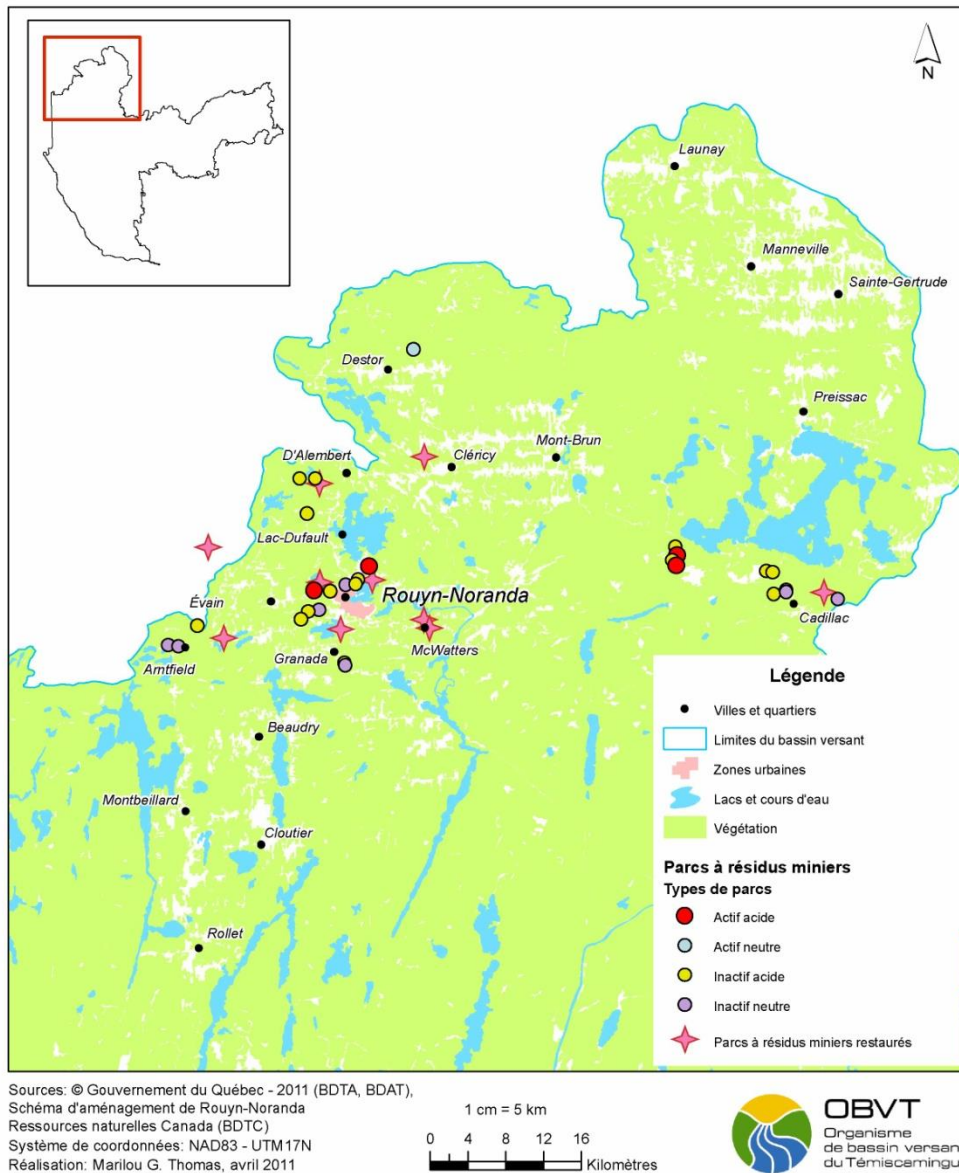 N
Launay
Manneville
Sainte-Gertrude
Destor
Preissac
D'Alembert
Cléricy
Mont-Brun
Lac-Dufault
Évain
Rouyn-Noranda
Cadillac
McWatters
Arntfield
Granada
Beaudry
Montbeillard
Cloutier
Rollet
Légende
Villes et quartiers
Limites du bassin versant
Zones urbaines
Lacs et cours d'eau
Végétation
Parcs à résidus miniers
Types de parcs
Actif acide
Actif neutre
Inactif acide
Inactif neutre
Parcs à résidus miniers restaurés
Sources: © Gouvernement du Québec - 2011 (BDTA, BDAT),
Schéma d'aménagement de Rouyn-Noranda
Ressources naturelles Canada (BDTC)
Système de coordonnées: NAD83 - UTM17N
Réalisation: Marilou G. Thomas, avril 2011
1 cm = 5 km
0 4 8 12 16
Kilomètres
OBVT
Organisme
de bassin versant
du Témiscamingue